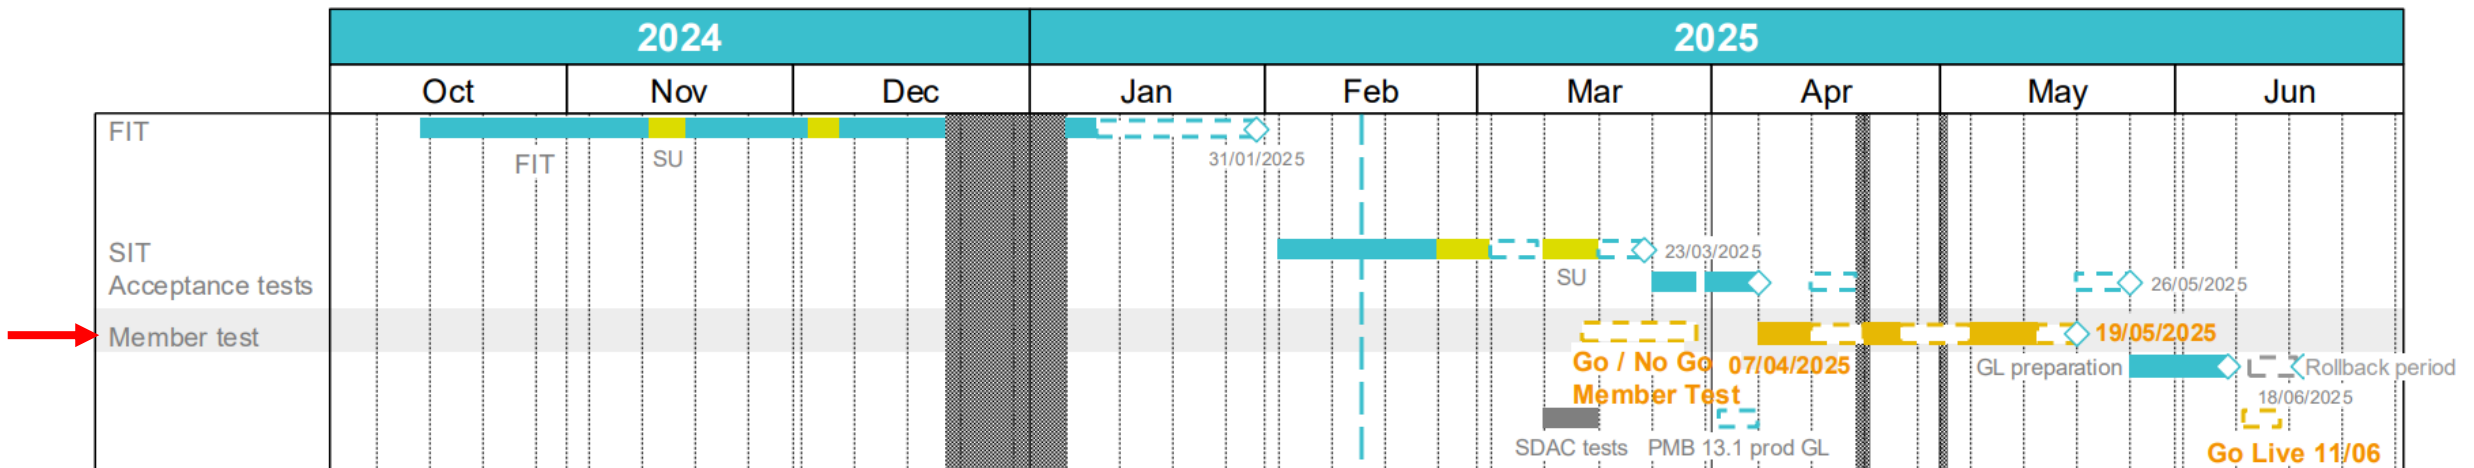 2024
2025
Oct
Nov
Dec
Jan
Feb
Mar
Apr
May
Jun
FIT
FIT
SU
31/01/2025
SIT
23/03/2025
SU
Acceptance tests
26/05/2025
Member test
19/05/2025
Go / No Go
Member Test
07/04/2025
GL preparation
Rollback period
18/06/2025
SDAC tests
PMB 13.1 prod GL
Go Live 11/06